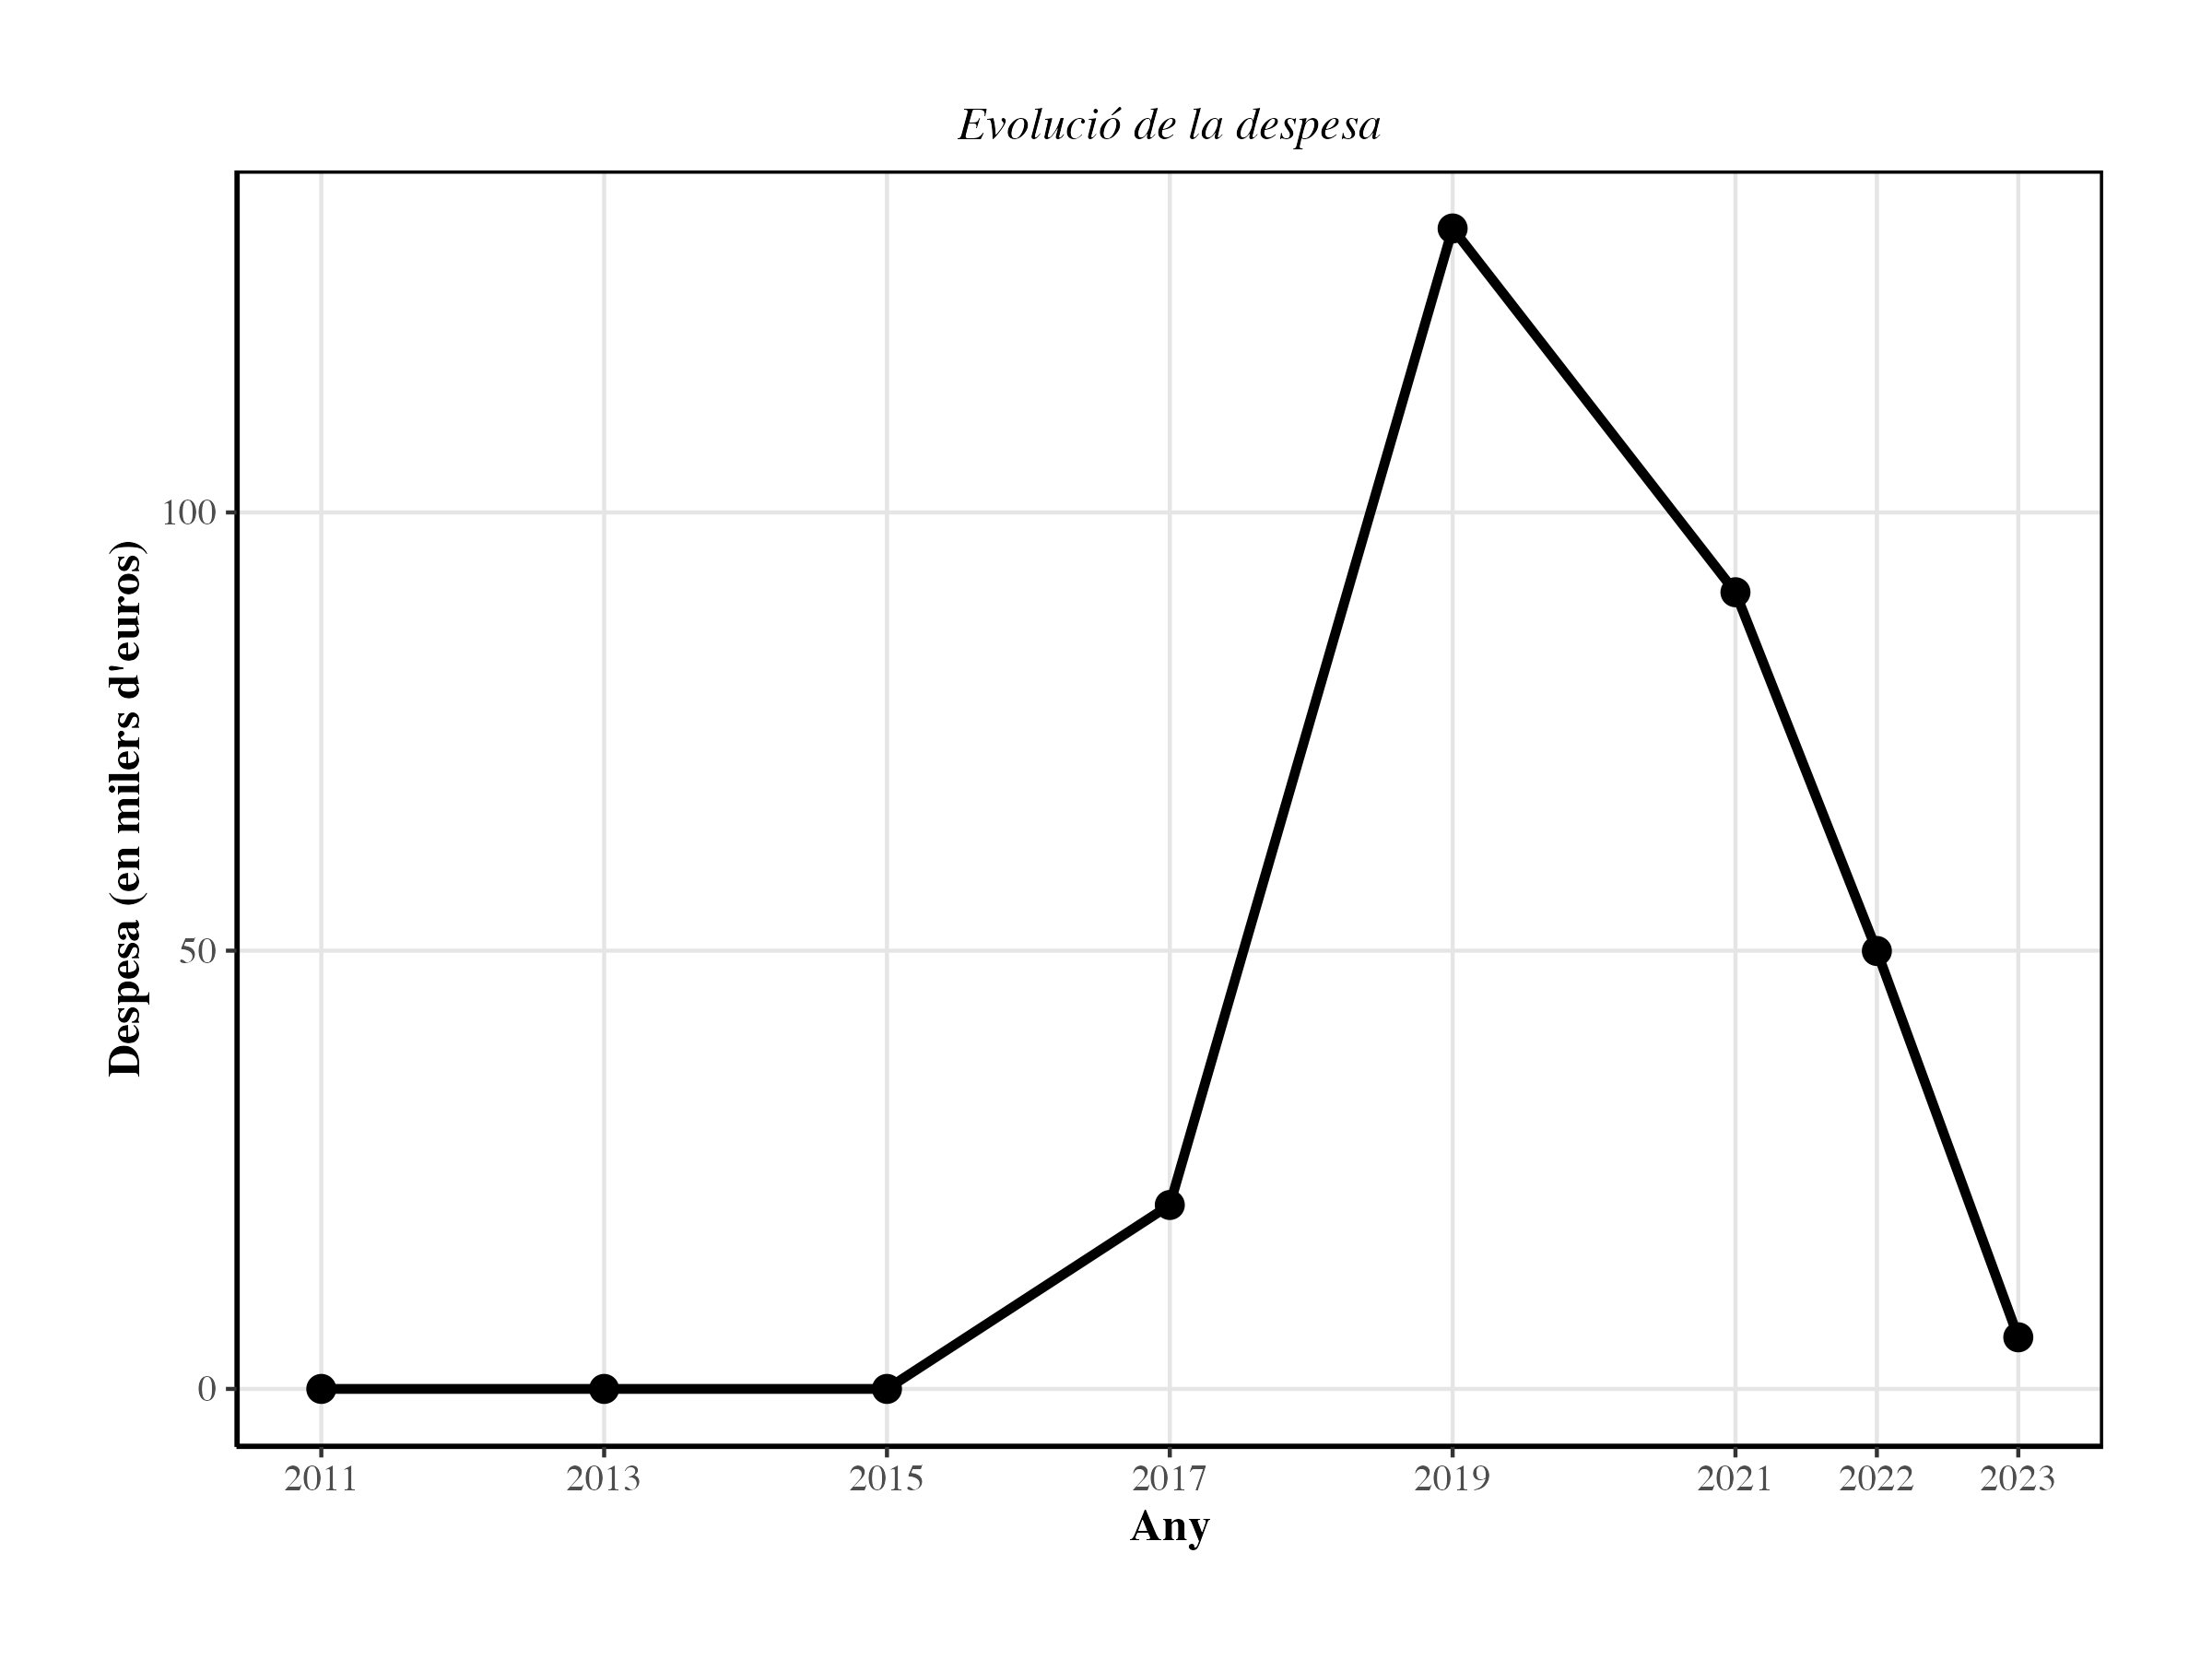 Evolució de la despesa
Despesa (en milers d'euros)
100
50
0
2011 2013 2015 2017 2019 2021 2022 2023
Any